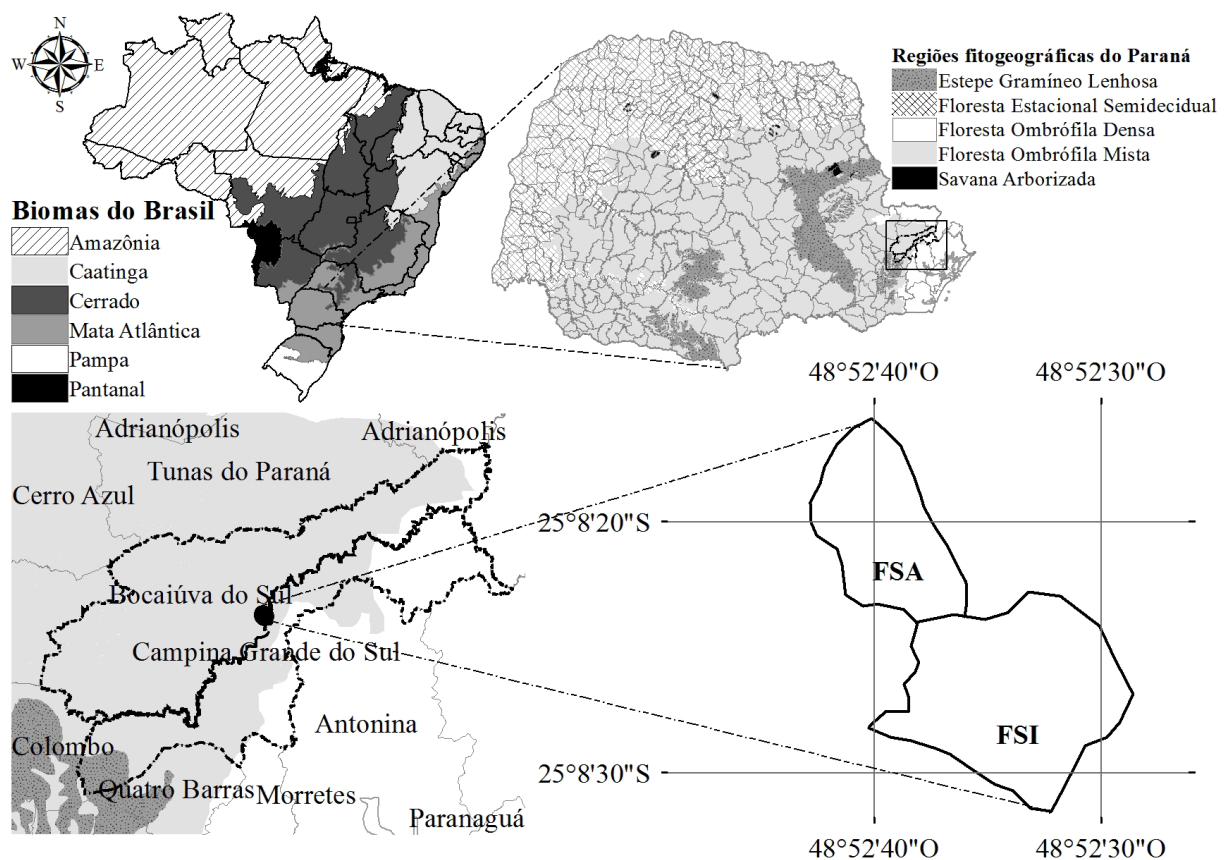 N
W
E
S
Biomas do Brasil
Amazônia
Caatinga
Cerrado
Mata Atlântica
Pampa
Pantanal
Regiões fitogeográficas do Paraná
Estepe Gramíneo Lenhosa
Floresta Estacional Semidecidual
Floresta Ombrófila Densa
Floresta Ombrófila Mista
Savana Arborizada
Adrianópolis
Adrianópolis
Tunas do Paraná
Cerro Azul
Bocaiúva do Sul
Campina Grande do Sul
Antonina
Colombo
Quatro Barras
Morretes
Paranaguá
48°52'40"O
48°52'30"O
25°8'20"S
FSA
FSI
25°8'30"S
48°52'40"O
48°52'30"O